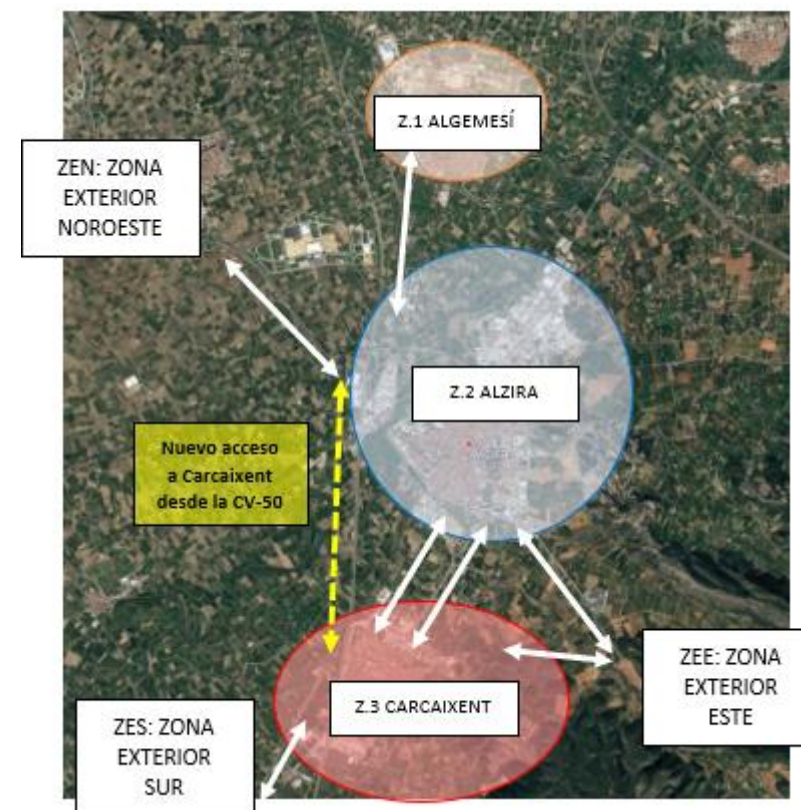 Z.1 ALGEMESÍ
ZEN: ZONA
EXTERIOR
NOROESTE
Z.2 ALZIRA
Nuevo acceso
a Carcaixent
desde la CV-50
Z.3 CARCAIXENT
ZEE: ZONA
EXTERIOR
ESTE
ZES: ZONA
EXTERIOR
SUR